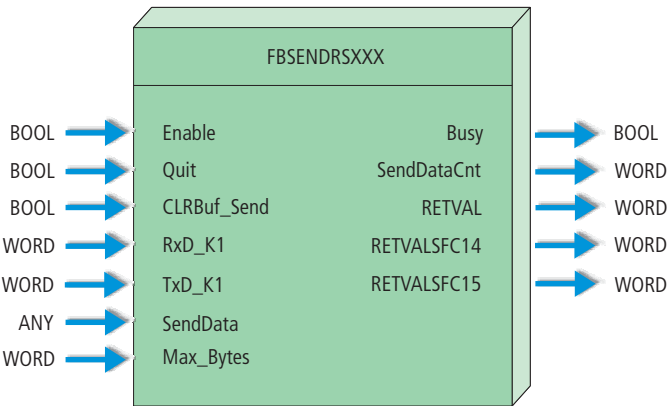 FBSENDRSXXX
BOOL Enable Busy BOOL
BOOL Quit SendDataCnt WORD
BOOL CLRBuf_Send RETVAL WORD
WORD RxD_K1 RETVALSFC14 WORD
WORD TxD_K1 RETVALSFC15 WORD
ANY SendData
WORD Max_Bytes